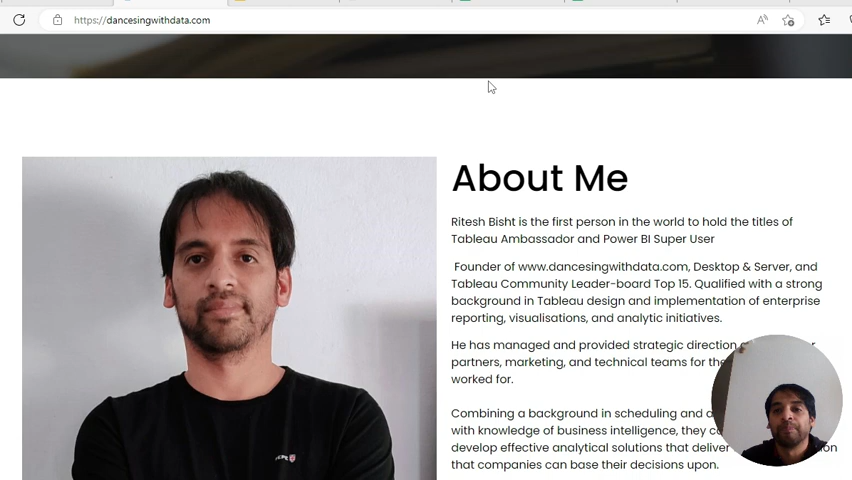 https://dancesingwithdata.com
About Me
Ritesh Bisht is the first person in the world to hold the titles of
Tableau Ambassador and Power BI Super User
Founder of www.dancesingwithdata.com, Desktop & Server, and
Tableau Community Leader-board Top 15. Qualified with a strong
background in Tableau design and implementation of enterprise
reporting, visualisations, and analytic initiatives.
He has managed and provided strategic direction
partners, marketing, and technical teams for the
worked for.
Combining a background in scheduling and
with knowledge of business intelligence, they
develop effective analytical solutions that deliver
that companies can base their decisions upon.